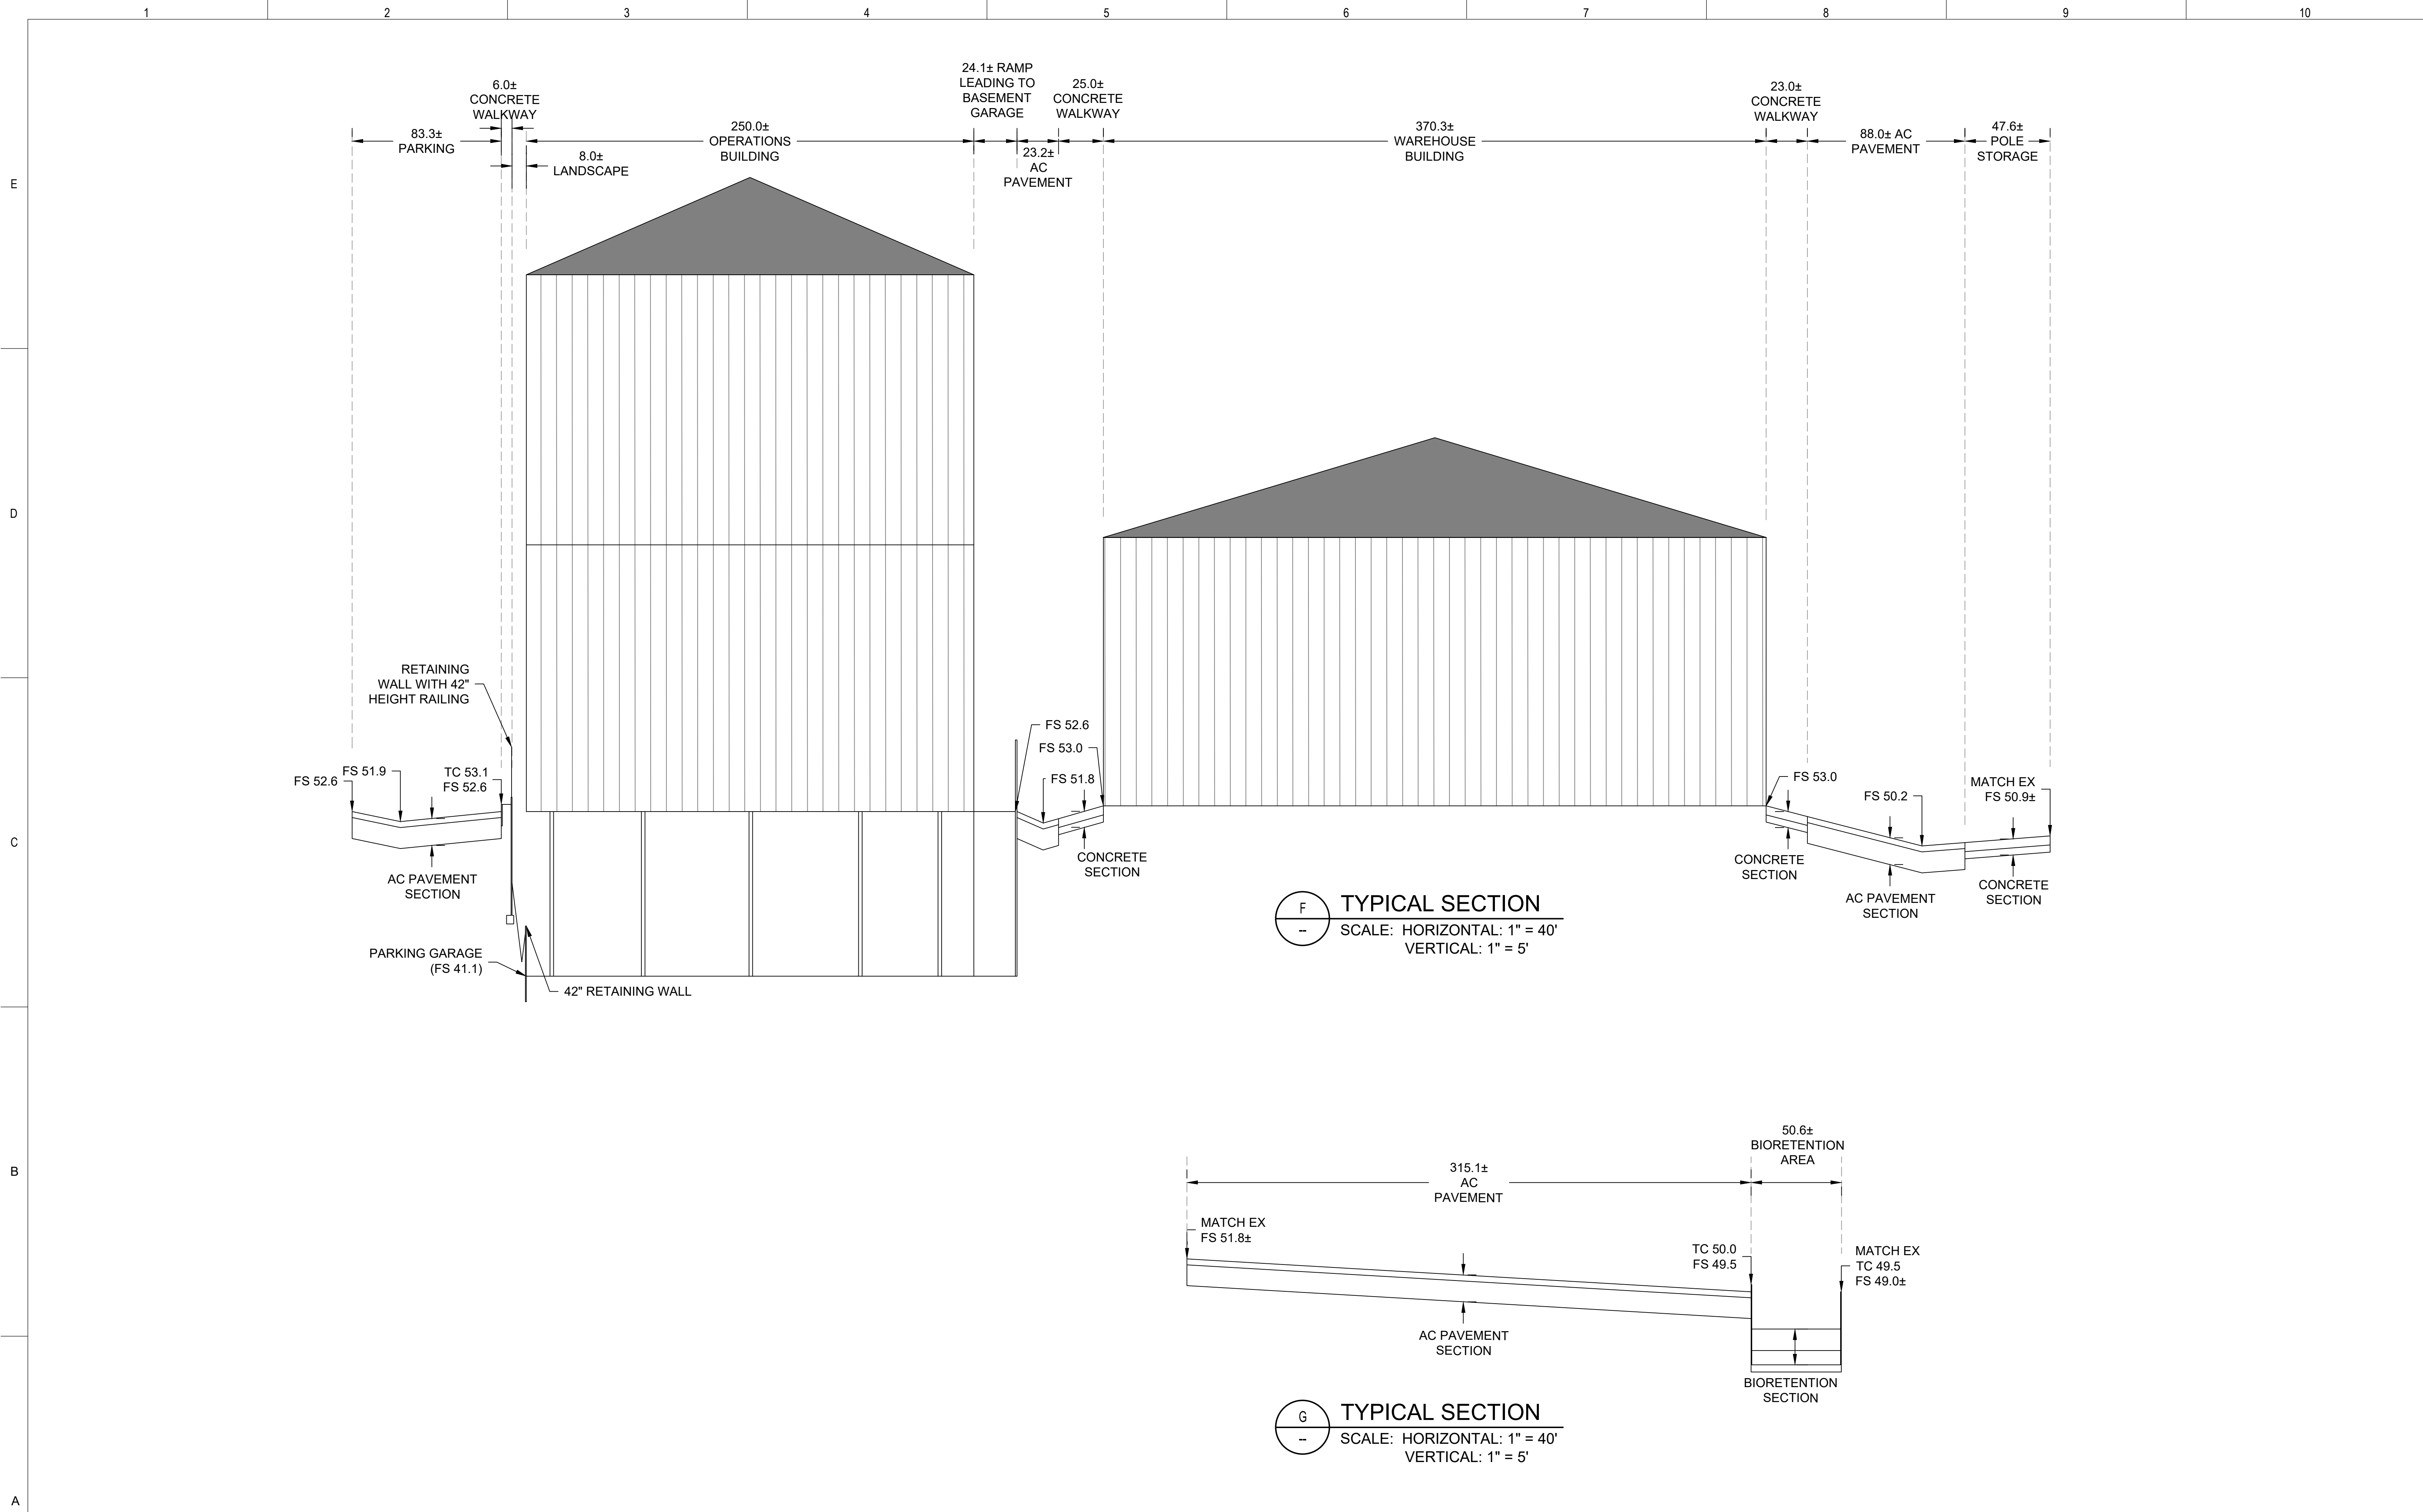 1
2
3
4
5
6
7
8
9
10
E
D
C
B
A
6.0±
CONCRETE
WALKWAY
83.3±
PARKING
8.0±
LANDSCAPE
250.0±
OPERATIONS
BUILDING
24.1± RAMP
LEADING TO
BASEMENT
GARAGE
23.2±
AC
PAVEMENT
25.0±
CONCRETE
WALKWAY
370.3±
WAREHOUSE
BUILDING
23.0±
CONCRETE
WALKWAY
88.0± AC
PAVEMENT
47.6±
POLE
STORAGE
RETAINING
WALL WITH 42"
HEIGHT RAILING
FS 52.6
FS 51.9
TC 53.1
FS 52.6
AC PAVEMENT
SECTION
PARKING GARAGE
(FS 41.1)
42" RETAINING WALL
FS 52.6
FS 53.0
FS 51.8
CONCRETE
SECTION
FS 53.0
FS 50.2
MATCH EX
FS 50.9±
CONCRETE
SECTION
AC PAVEMENT
SECTION
CONCRETE
SECTION
F
--
TYPICAL SECTION
SCALE: HORIZONTAL: 1" = 40'
VERTICAL: 1" = 5'
315.1±
AC
PAVEMENT
50.6±
BIORETENTION
AREA
MATCH EX
FS 51.8±
TC 50.0
FS 49.5
MATCH EX
TC 49.5
FS 49.0±
AC PAVEMENT
SECTION
BIORETENTION
SECTION
G
--
TYPICAL SECTION
SCALE: HORIZONTAL: 1" = 40'
VERTICAL: 1" = 5'